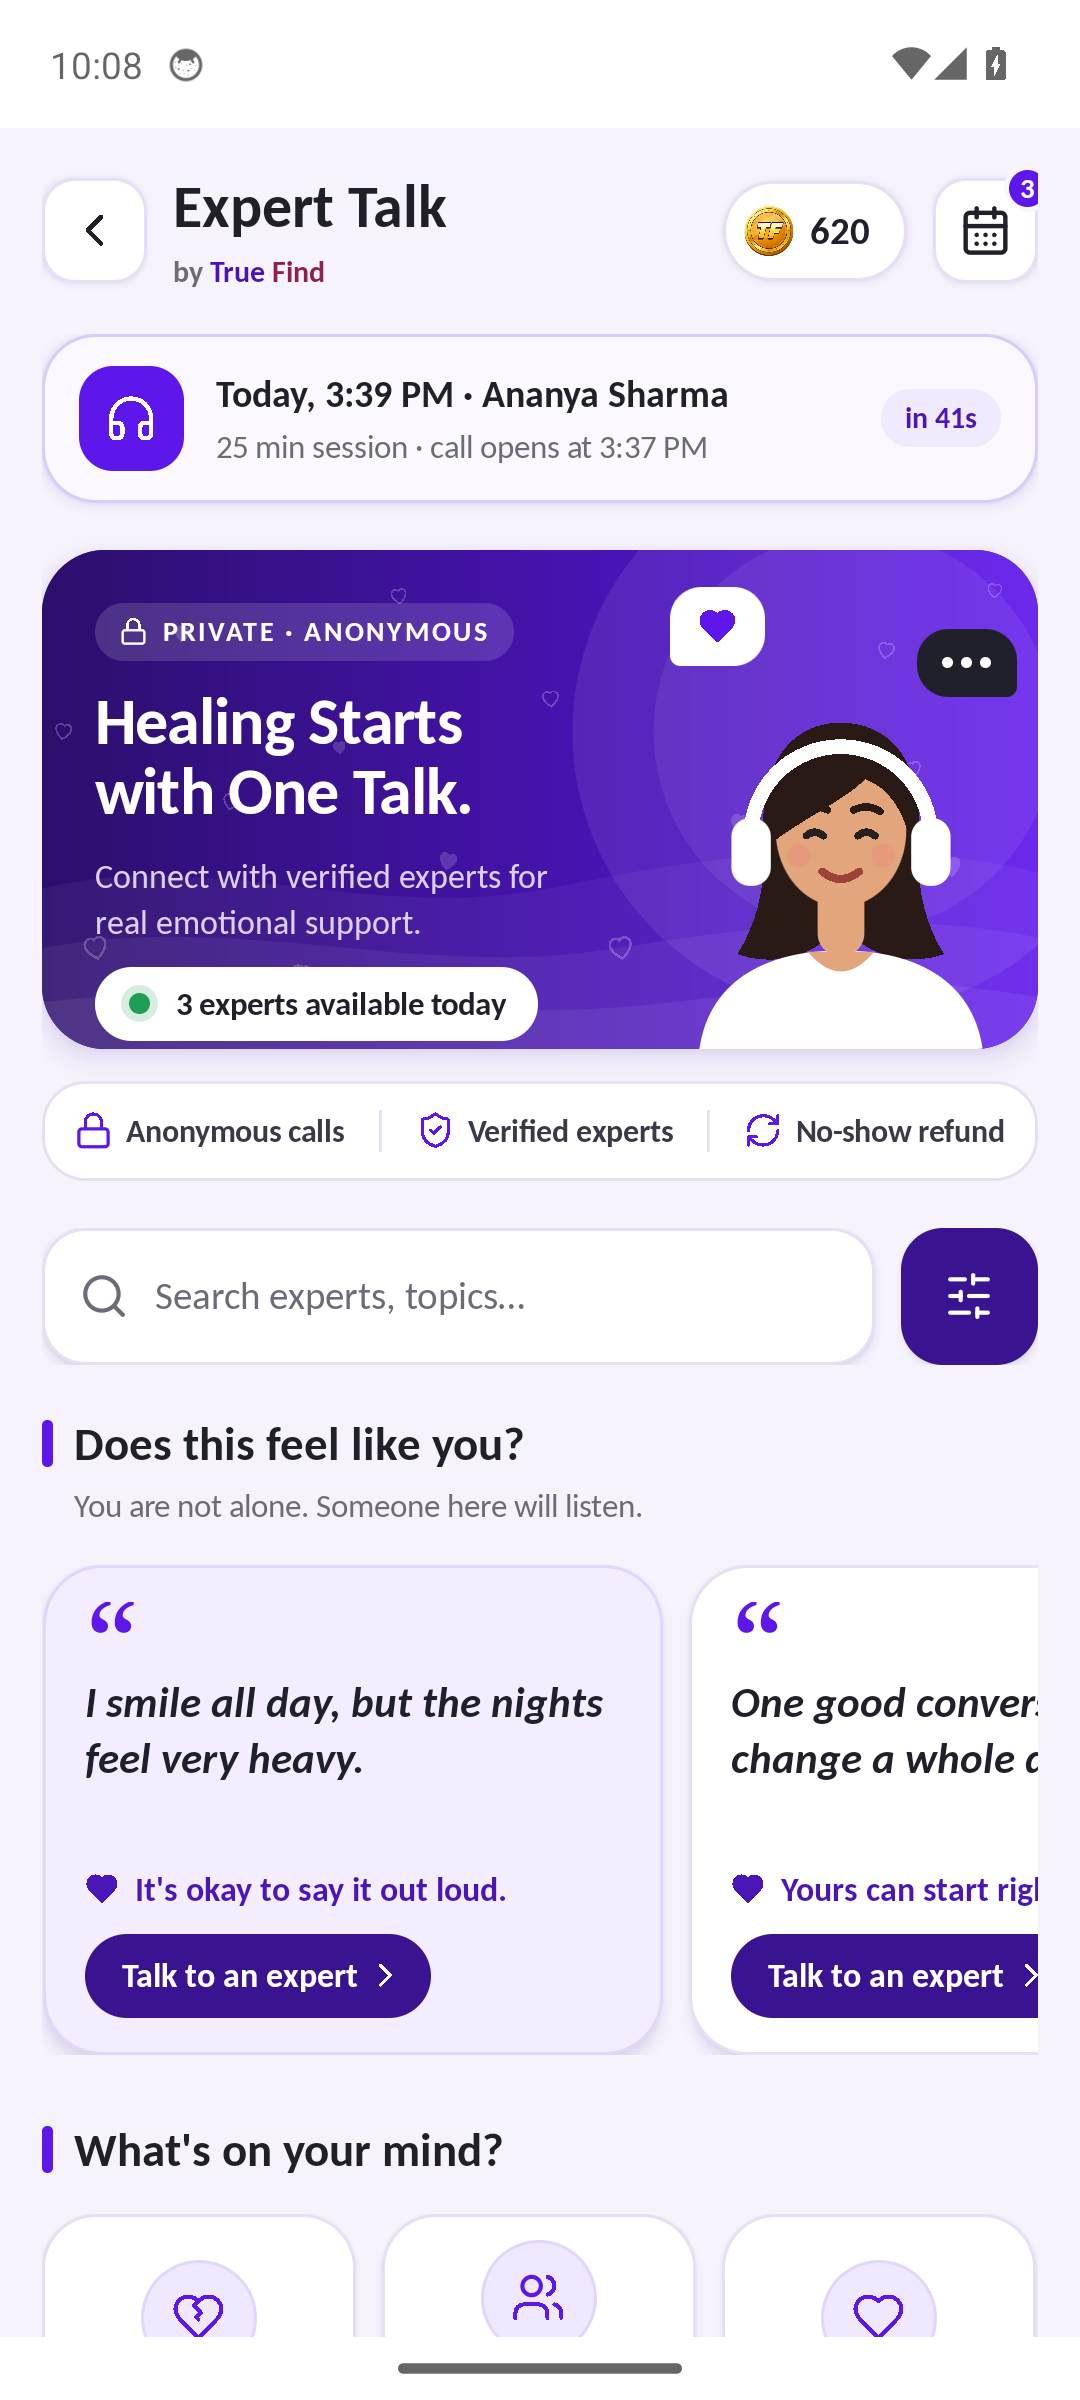 10:08
Expert Talk
by True Find
620
3
Today, 3:39 PM · Ananya Sharma
25 min session · call opens at 3:37 PM
in 41s
PRIVATE · ANONYMOUS
Healing Starts
with One Talk.
Connect with verified experts for
real emotional support.
3 experts available today
Anonymous calls
Verified experts
No-show refund
Search experts, topics...
Does this feel like you?
You are not alone. Someone here will listen.
“
I smile all day, but the nights
feel very heavy.
It's okay to say it out loud.
Talk to an expert
“
One good
change a whole
Yours can start
Talk to an expert
What's on your mind?